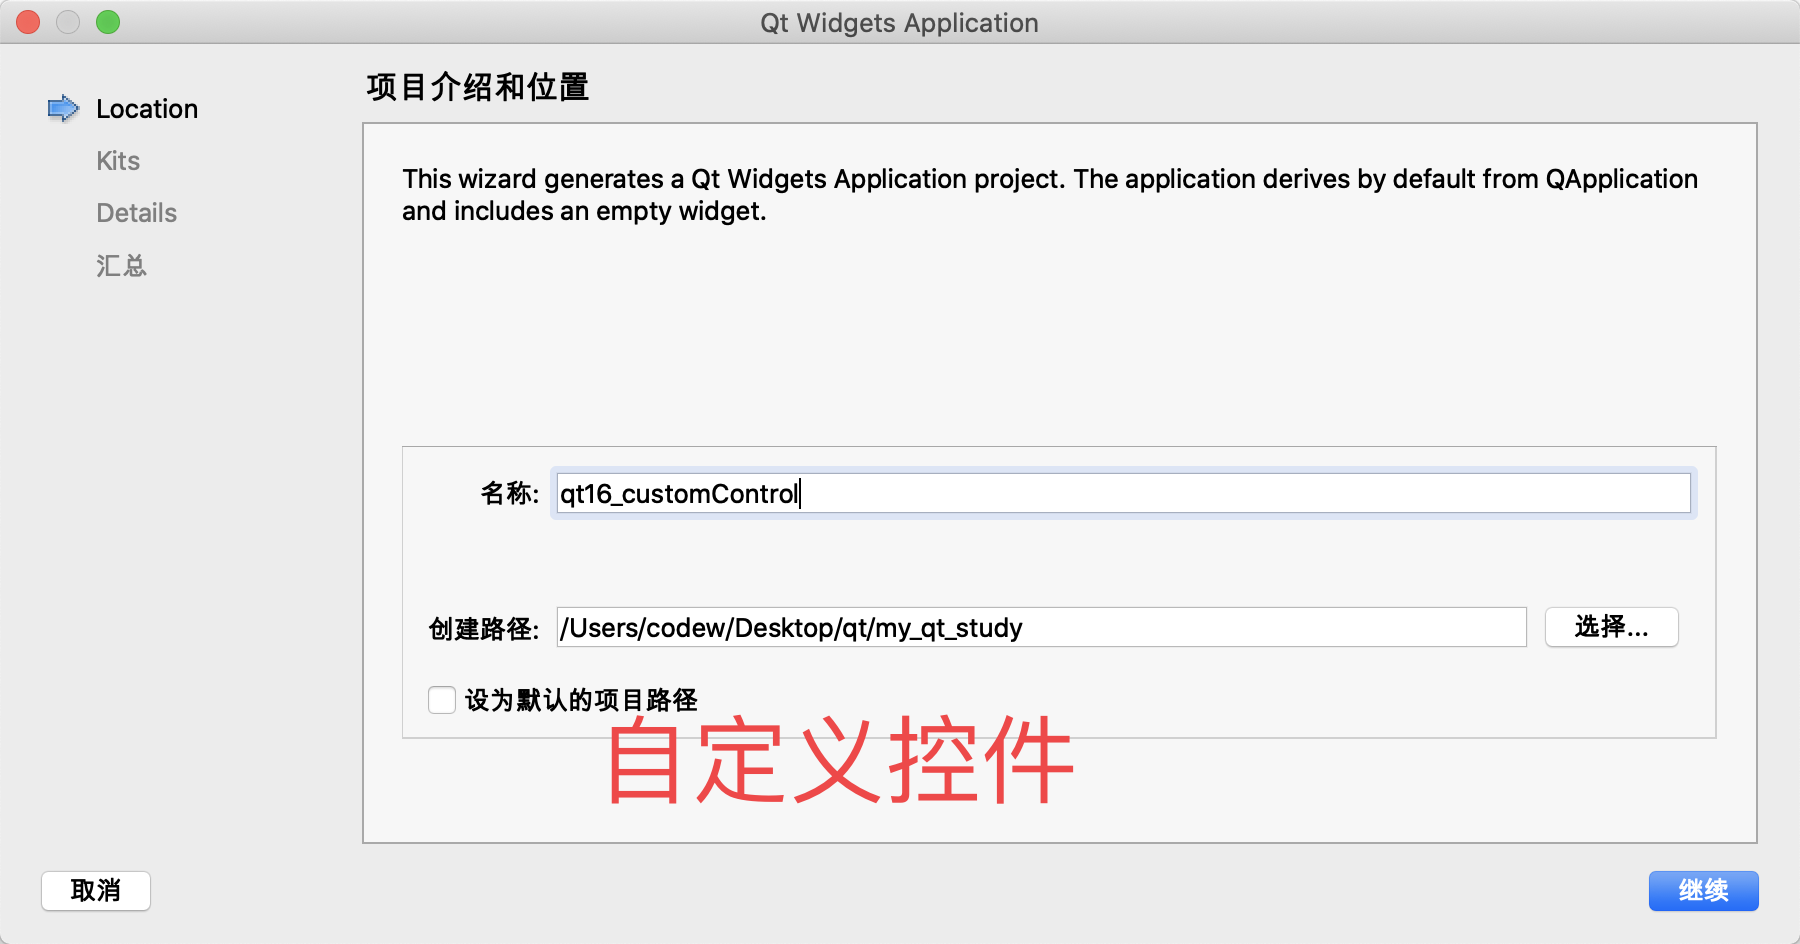 Qt Widgets Application
Location
Kits
Details
汇总
项目介绍和位置
This wizard generates a Qt Widgets Application project. The application derives by default from QApplication
and includes an empty widget.
名称: qt16_customControl
创建路径: /Users/codew/Desktop/qt/my_qt_study 选择...
设为默认的项目路径
自定义控件
取消 继续